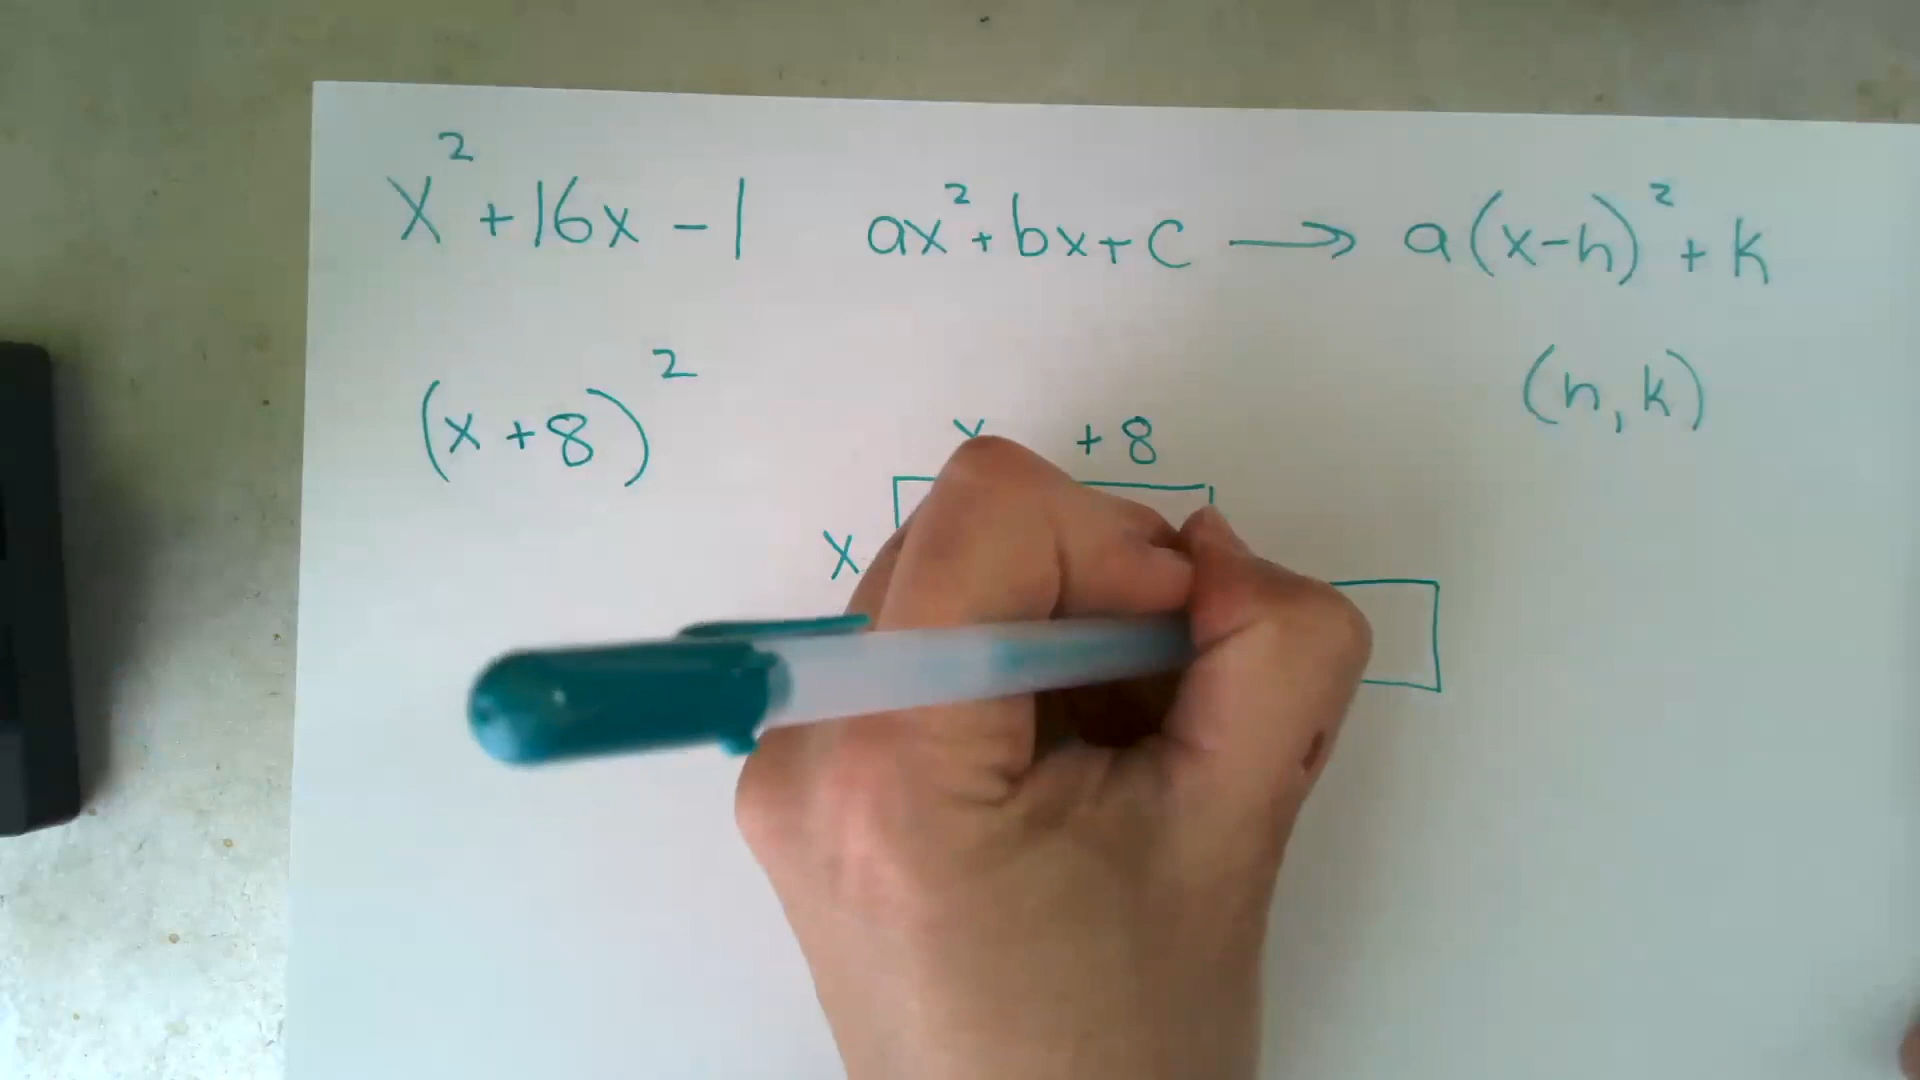 x² + 16x - 1 ax² + bx + c → a(x-h)² + k
(x + 8)² (h, k)
x + 8
x